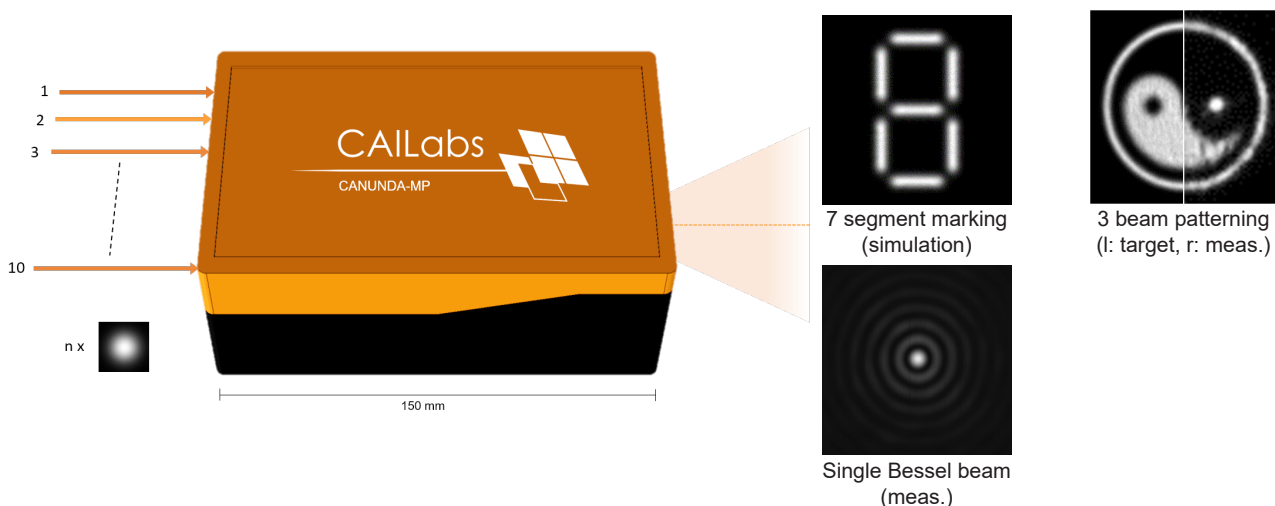 1
2
3
10
n x
CAILabs
CANUNDA-MP
150 mm
7 segment marking
(simulation)
Single Bessel beam
(meas.)
3 beam patterning
(l: target, r: meas.)